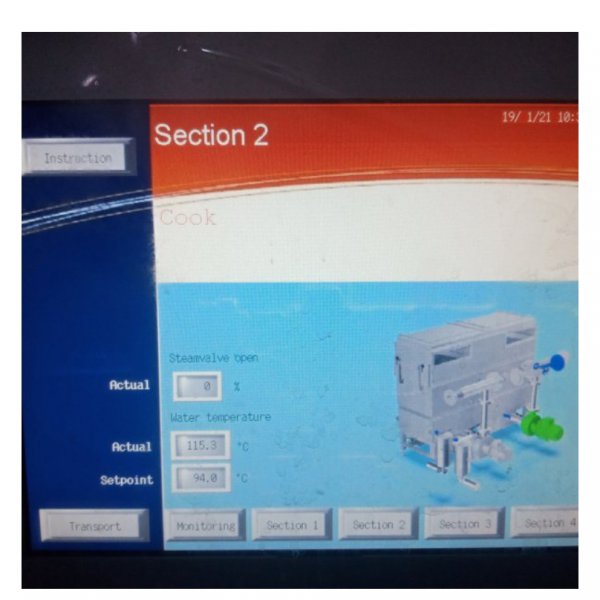 19/ 1/21 10:
Section 2
Instruction
Cook
Steamvalve open
Actual 0 %
Water temperature
Actual 115.3 °C
Setpoint 94.0 °C
Transport Monitoring Section 1 Section 2 Section 3 Section 4